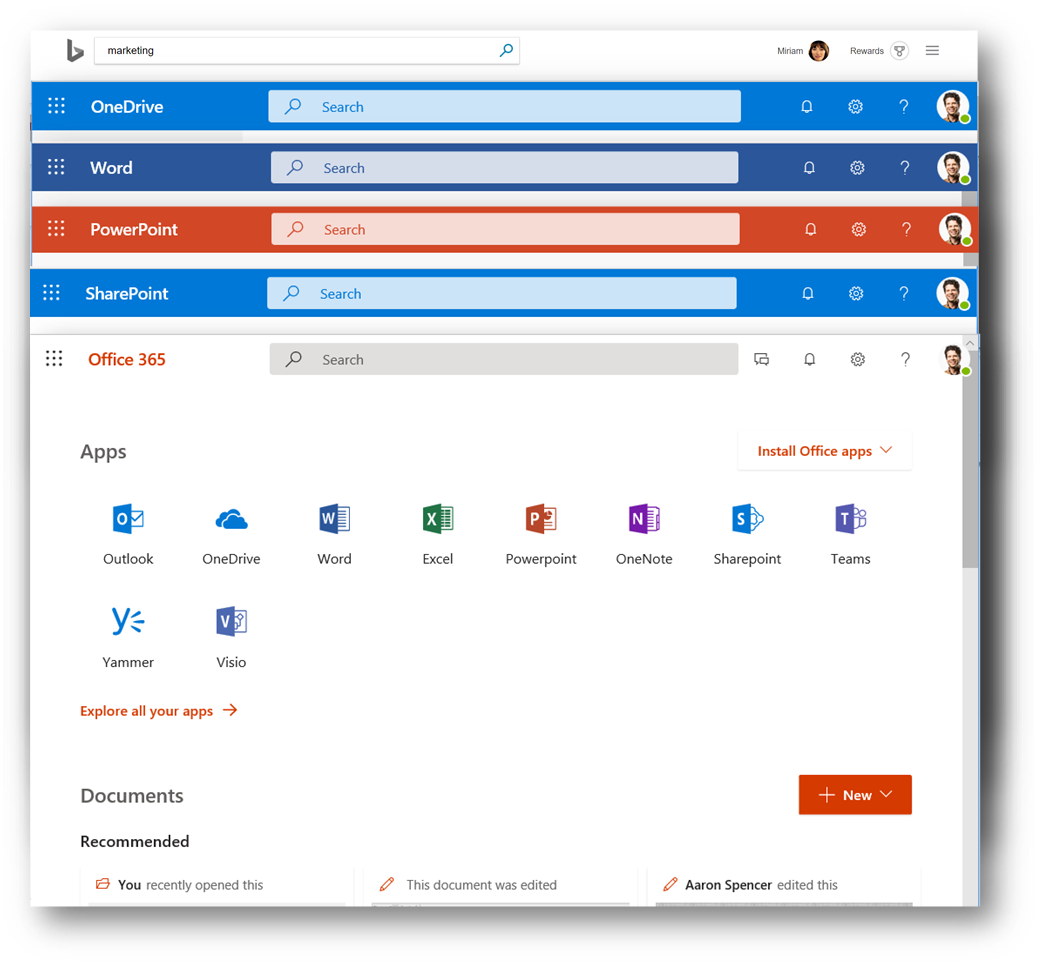 marketing
Miriam
Rewards
OneDrive
Search
?
Word
Search
?
PowerPoint
Search
?
SharePoint
Search
?
Office 365
Search
?
Apps
Install Office apps
Outlook
OneDrive
Word
Excel
Powerpoint
OneNote
Sharepoint
Teams
Yammer
Visio
Explore all your apps
Documents
New
Recommended
You recently opened this
This document was edited
Aaron Spencer edited this